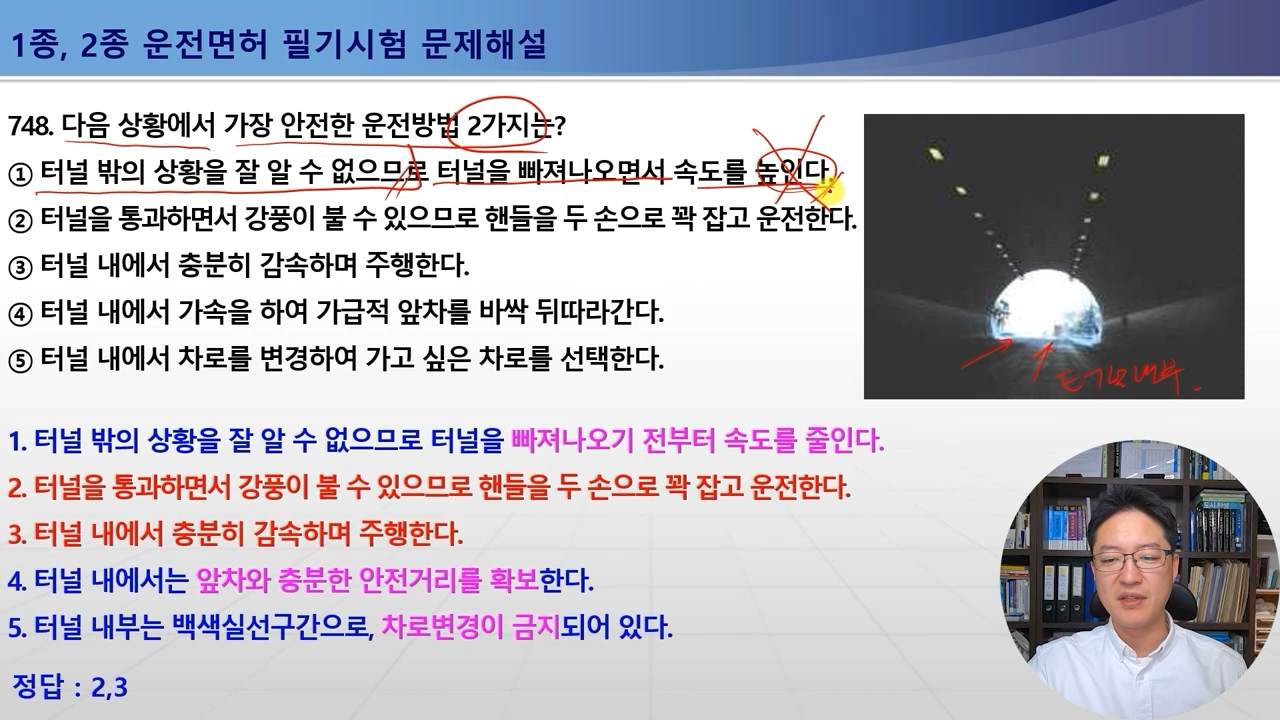 1종, 2종 운전면허 필기시험 문제해설
748. 다음 상황에서 가장 안전한 운전방법 2가지는?
① 터널 밖의 상황을 잘 알 수 없으므로 터널을 빠져나오면서 속도를 높인다.
② 터널을 통과하면서 강풍이 불 수 있으므로 핸들을 두 손으로 꽉 잡고 운전한다.
③ 터널 내에서 충분히 감속하며 주행한다.
④ 터널 내에서 가속을 하여 가급적 앞차를 바싹 뒤따라간다.
⑤ 터널 내에서 차로를 변경하여 가고 싶은 차로를 선택한다.
터널내부.
1. 터널 밖의 상황을 잘 알 수 없으므로 터널을 빠져나오기 전부터 속도를 줄인다.
2. 터널을 통과하면서 강풍이 불 수 있으므로 핸들을 두 손으로 꽉 잡고 운전한다.
3. 터널 내에서 충분히 감속하며 주행한다.
4. 터널 내에서는 앞차와 충분한 안전거리를 확보한다.
5. 터널 내부는 백색실선구간으로, 차로변경이 금지되어 있다.
정답 : 2,3